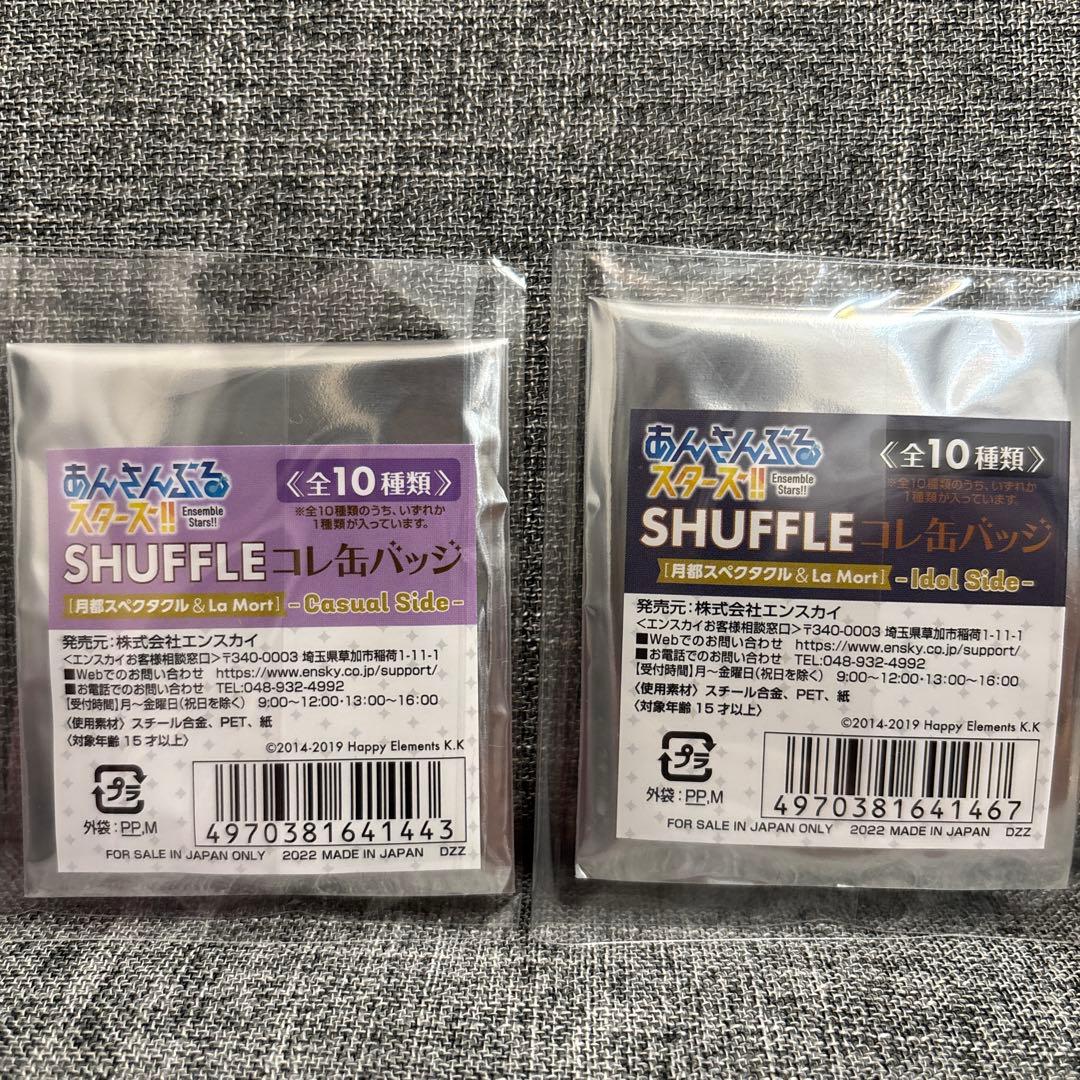 あんさんぶる
スターズ!!
Ensemble
Stars!!
《全10種類》
※全10種類のうち、いずれか
1種類が入っています。
SHUFFLE コレ缶バッジ
[月都スペクタクル & La Mort] -Casual Side-
発売元:株式会社エンスカイ
<エンスカイお客様相談窓口>〒340-0003 埼玉県草加市稲荷1-11-1
■Webでのお問い合わせ https://www.ensky.co.jp/support/
■お電話でのお問い合わせ TEL:048-932-4992
【受付時間】月~金曜日(祝日を除く) 9:00~12:00・13:00~16:00
〈使用素材〉スチール合金、PET、紙
〈対象年齢 15才以上〉
©2014-2019 Happy Elements K.K
プラ
外袋:PP,M
4970381641443
FOR SALE IN JAPAN ONLY 2022 MADE IN JAPAN DZZ
あんさんぶる
スターズ!!
Ensemble
Stars!!
《全10種類》
※全10種類のうち、いずれか
1種類が入っています。
SHUFFLE コレ缶バッジ
[月都スペクタクル & La Mort] -Idol Side-
発売元:株式会社エンスカイ
<エンスカイお客様相談窓口>〒340-0003 埼玉県草加市稲荷1-11-1
■Webでのお問い合わせ https://www.ensky.co.jp/support/
■お電話でのお問い合わせ TEL:048-932-4992
【受付時間】月~金曜日(祝日を除く) 9:00~12:00・13:00~16:00
〈使用素材〉スチール合金、PET、紙
〈対象年齢 15才以上〉
©2014-2019 Happy Elements K.K
プラ
外袋:PP,M
4970381641467
FOR SALE IN JAPAN ONLY 2022 MADE IN JAPAN DZZ